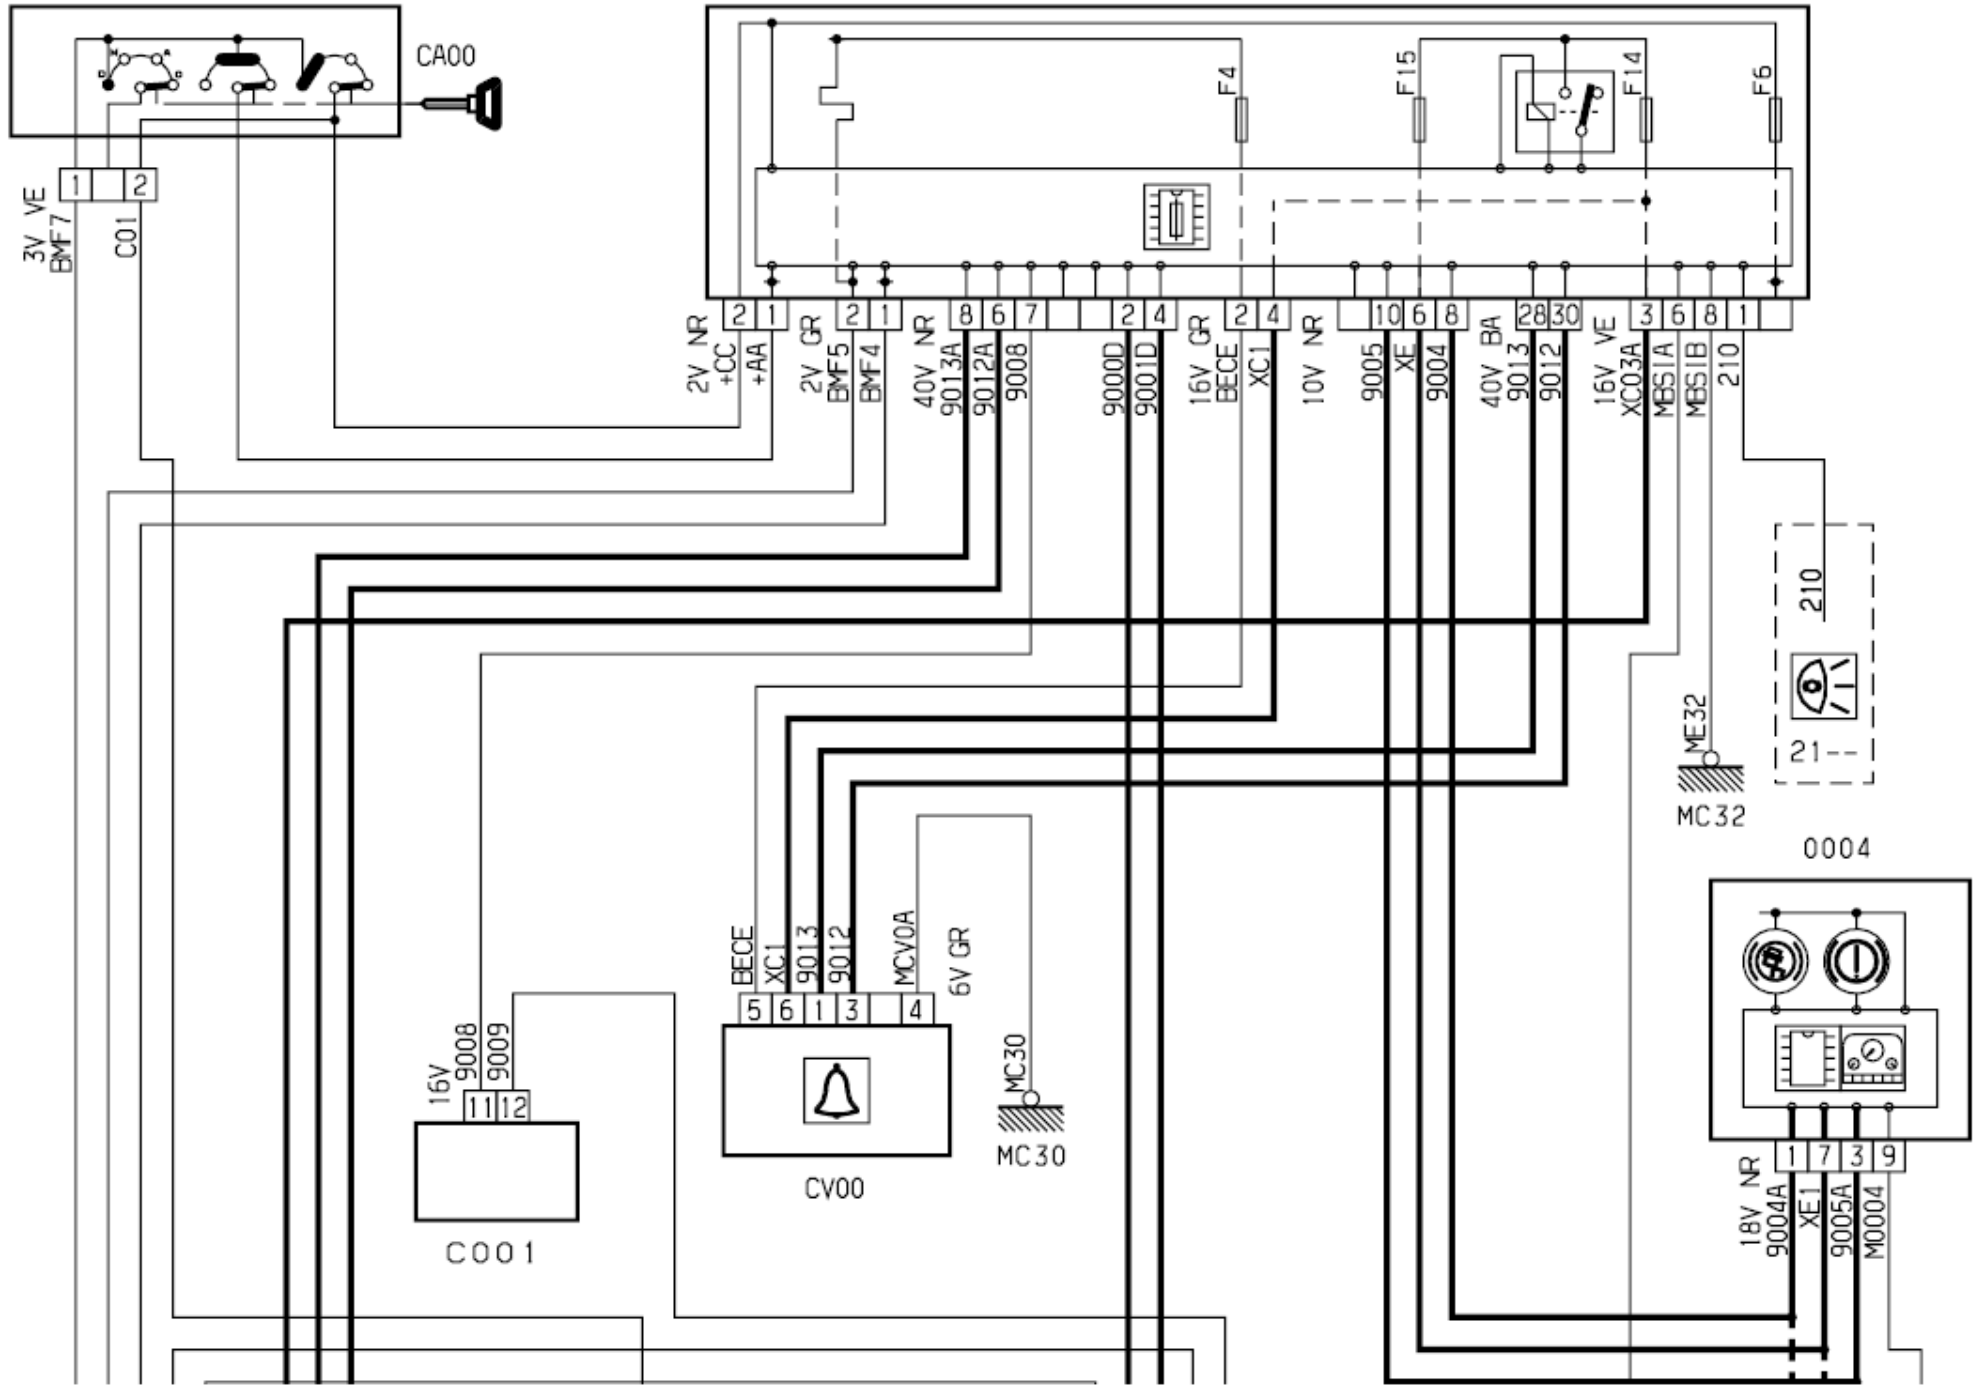 CA00
N A
D D
1 2
3V VE
BMF7
C01
F4
F15
F14
F6
2 1
2 1
8 6 7 2 4
2 4
10 6 8
28 30
3 6 8 1
2V NR
+CC
+AA
2V GR
BMF5
BMF4
40V NR
9013A
9012A
9008
9000D
9001D
16V GR
BECE
XC1
10V NR
9005
XE
9004
40V BA
9013
9012
16V VE
XC03A
MBS1A
MBS1B
210
210
21--
ME32
MC32
BECE
XC1
9013
9012
MCV0A
6V GR
5 6 1 3 4
CV00
MC30
MC30
16V
9008
9009
11 12
C001
0004
1 7 3 9
18V NR
9004A
XE1
9005A
M0004